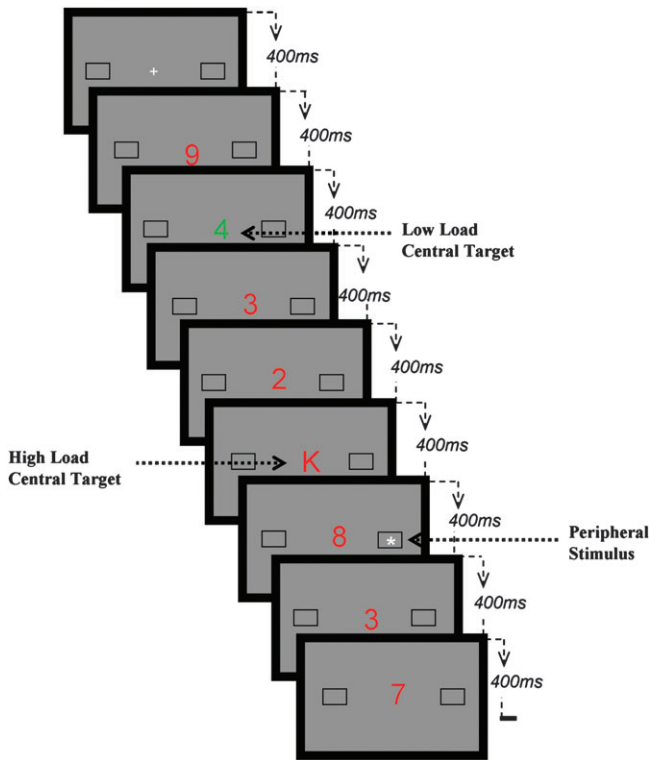 +
400ms
9
400ms
4
400ms
Low Load
Central Target
3
400ms
2
400ms
High Load
Central Target
K
400ms
8
*
400ms
Peripheral
Stimulus
3
400ms
7
400ms